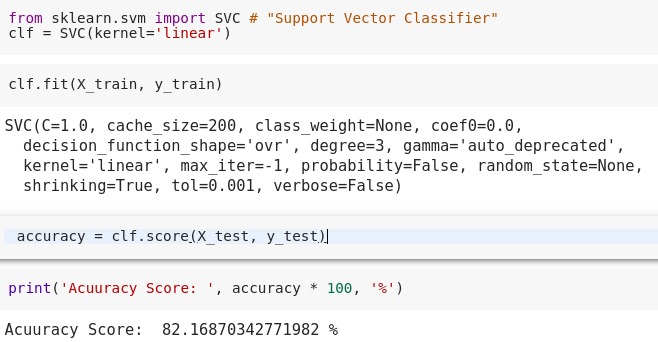 from sklearn.svm import SVC # "Support Vector Classifier"
clf = SVC(kernel='linear')
clf.fit(X_train, y_train)
SVC(C=1.0, cache_size=200, class_weight=None, coef0=0.0,
  decision_function_shape='ovr', degree=3, gamma='auto_deprecated',
  kernel='linear', max_iter=-1, probability=False, random_state=None,
  shrinking=True, tol=0.001, verbose=False)
accuracy = clf.score(X_test, y_test)
print('Acuuracy Score: ', accuracy * 100, '%')
Acuuracy Score:  82.16870342771982 %